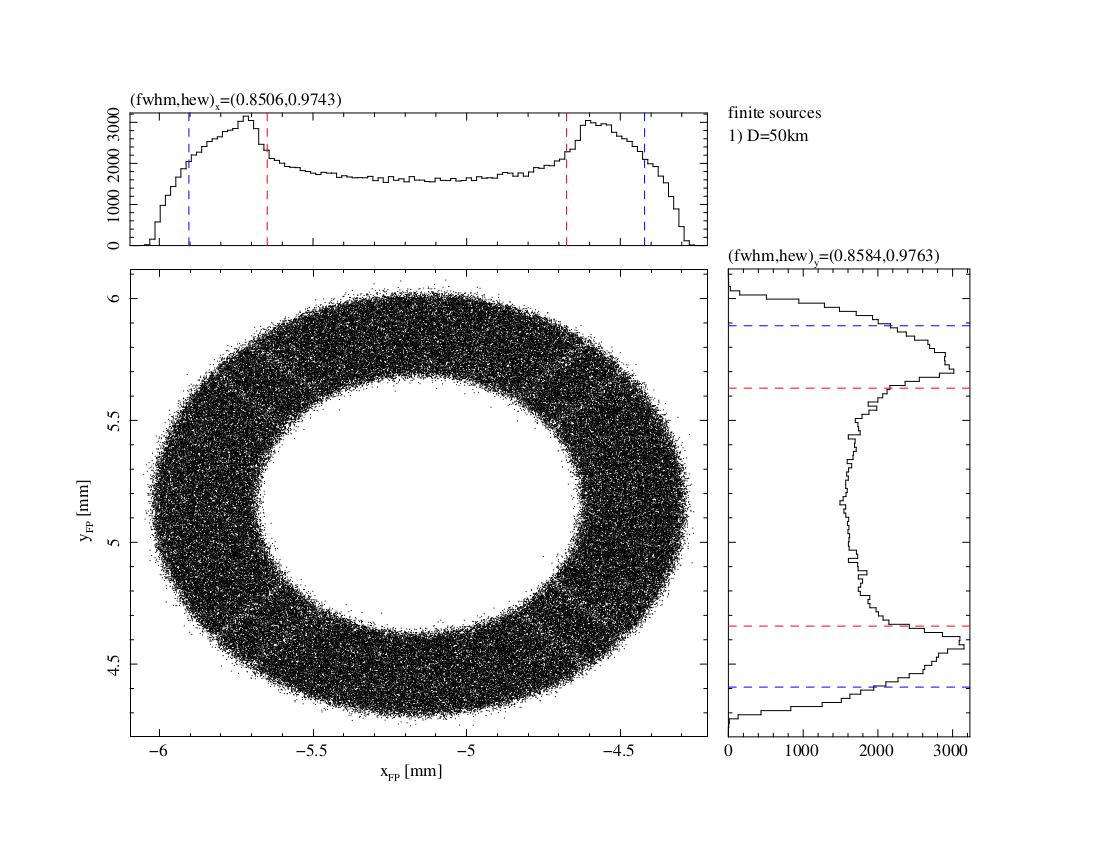 (fwhm,hew)x=(0.8506,0.9743)
0 1000 2000 3000
finite sources
1) D=50km
(fwhm,hew)y=(0.8584,0.9763)
6
5.5
5
4.5
yFP [mm]
−6 −5.5 −5 −4.5
xFP [mm]
0 1000 2000 3000